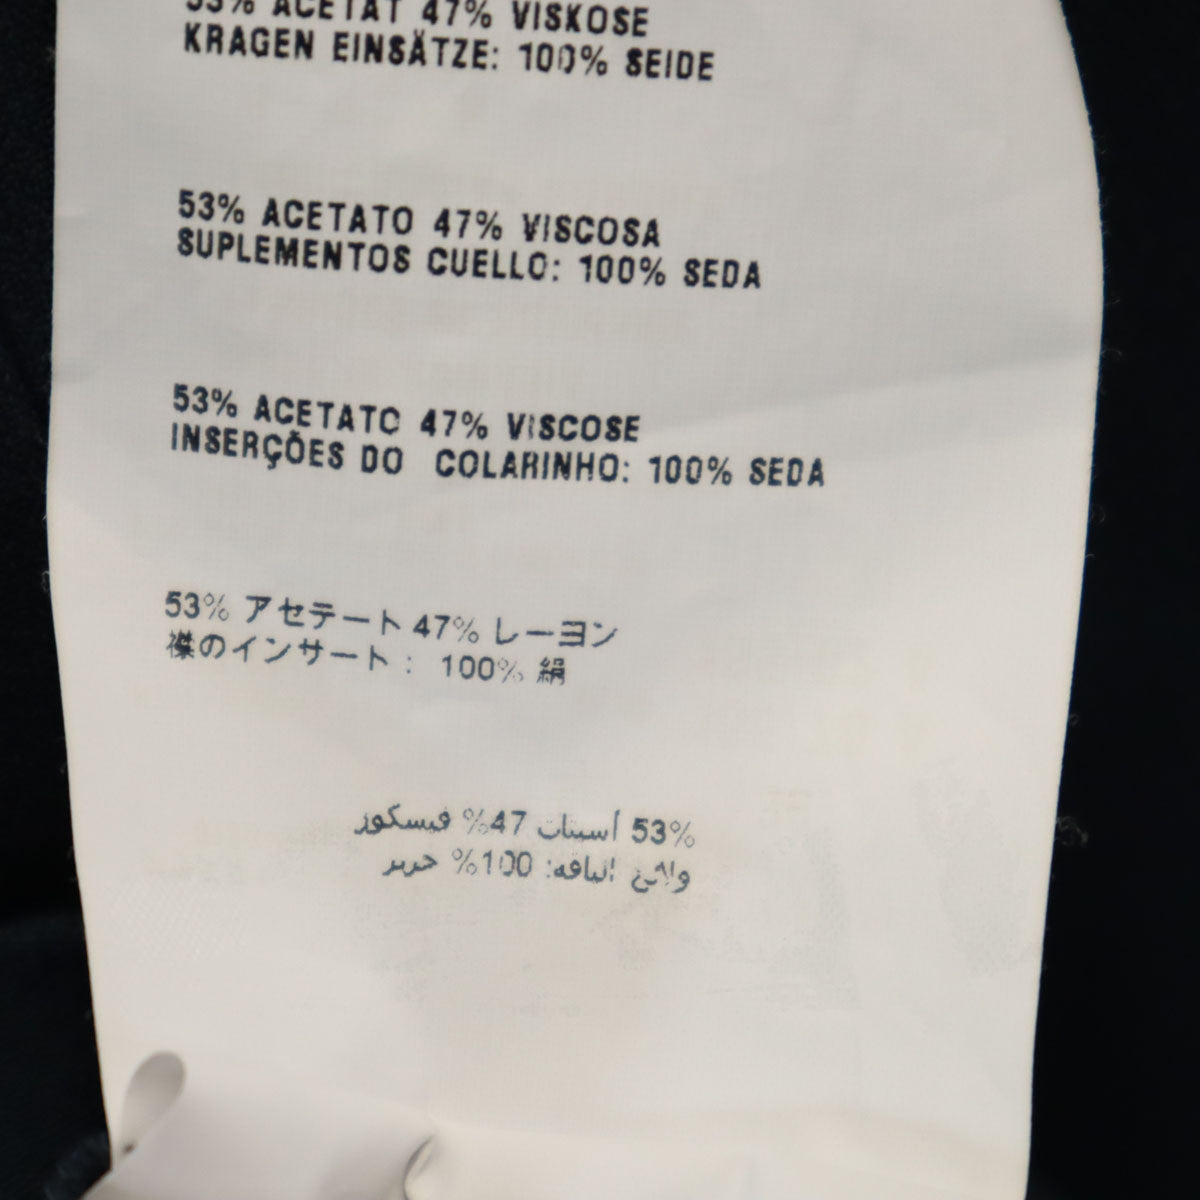 53% ACETAT 47% VISKOSE
KRAGEN EINSÄTZE: 100% SEIDE
53% ACETATO 47% VISCOSA
SUPLEMENTOS CUELLO: 100% SEDA
53% ACETATO 47% VISCOSE
INSERÇÕES DO COLARINHO: 100% SEDA
53% アセテート 47% レーヨン
襟のインサート: 100% 絹
53% أسيتات 47% فيسكوز
100% حرير